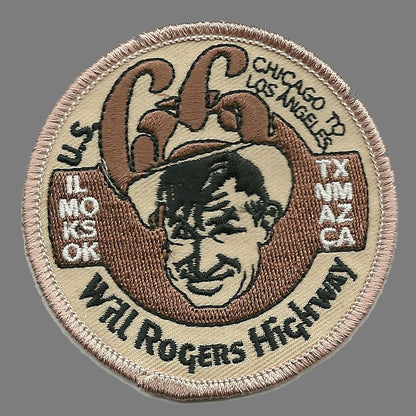 U.S. 66
CHICAGO TO
LOS ANGELES
IL
MO
KS
OK
TX
NM
AZ
CA
Will Rogers Highway